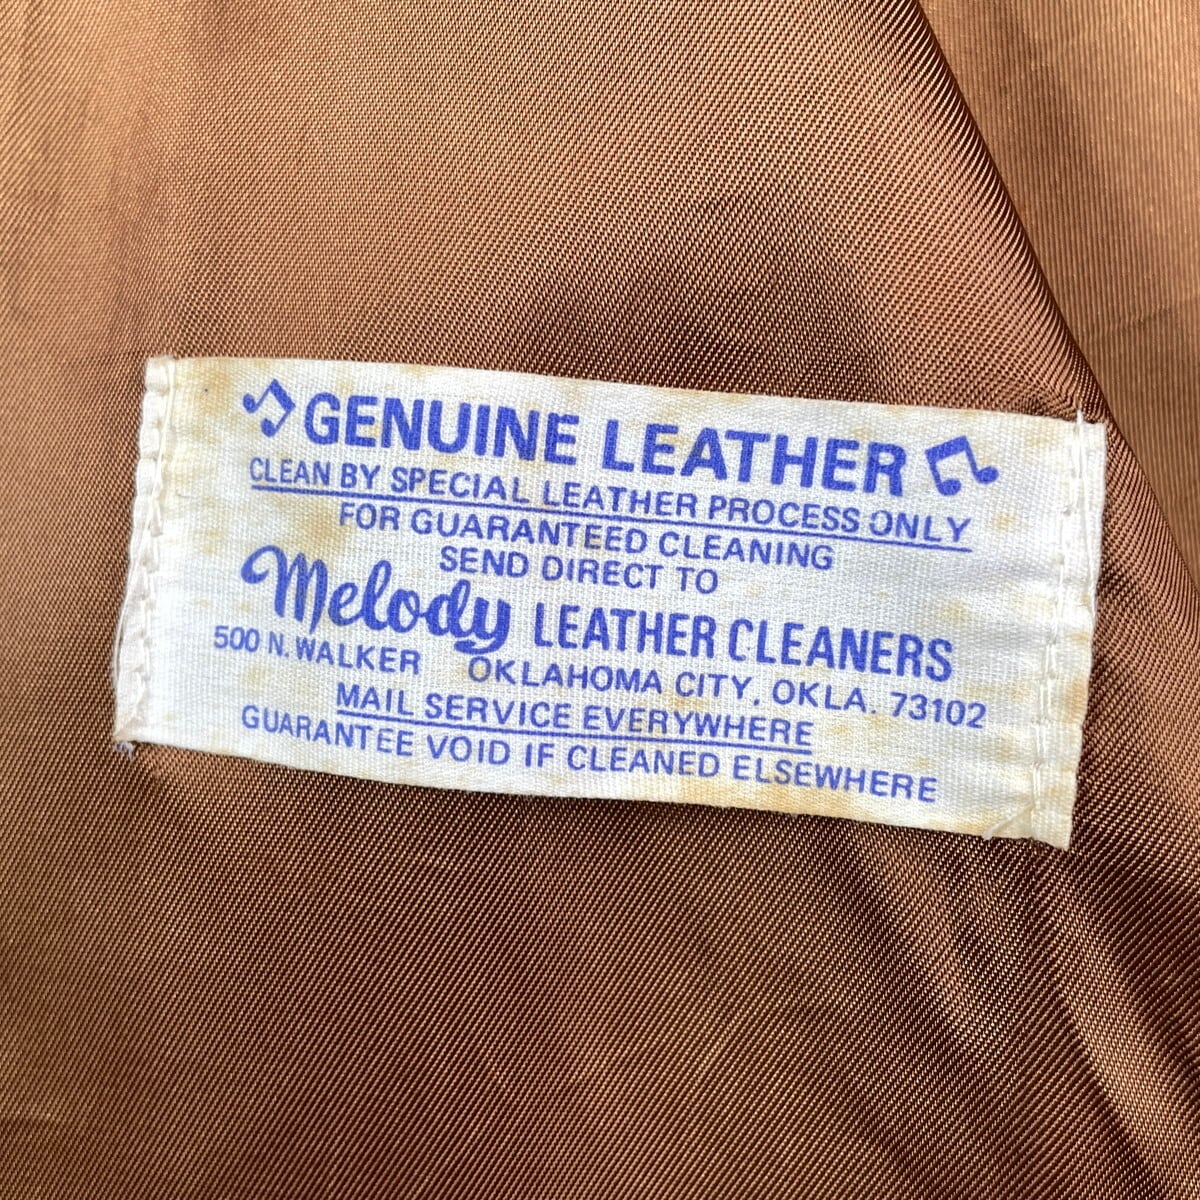 GENUINE LEATHER
CLEAN BY SPECIAL LEATHER PROCESS ONLY
FOR GUARANTEED CLEANING
SEND DIRECT TO
Melody LEATHER CLEANERS
500 N. WALKER OKLAHOMA CITY, OKLA. 73102
MAIL SERVICE EVERYWHERE
GUARANTEE VOID IF CLEANED ELSEWHERE